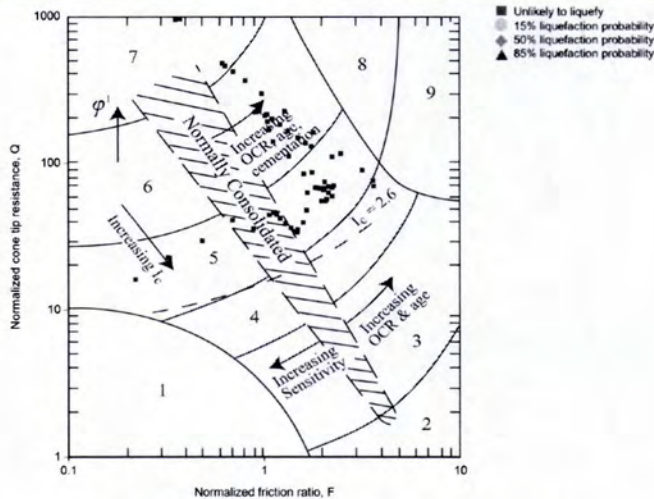 Unlikely to liquefy
15% liquefaction probability
50% liquefaction probability
85% liquefaction probability
Normalized cone tip resistance, Q
1000
100
10
1
0.1
1
10
Normalized friction ratio, F
7
8
9
φ'
Increasing
OCR, age,
cementation
Normally Consolidated
6
Increasing Ic
5
Ic = 2.6
4
Increasing
OCR & age
3
Increasing
Sensitivity
1
2